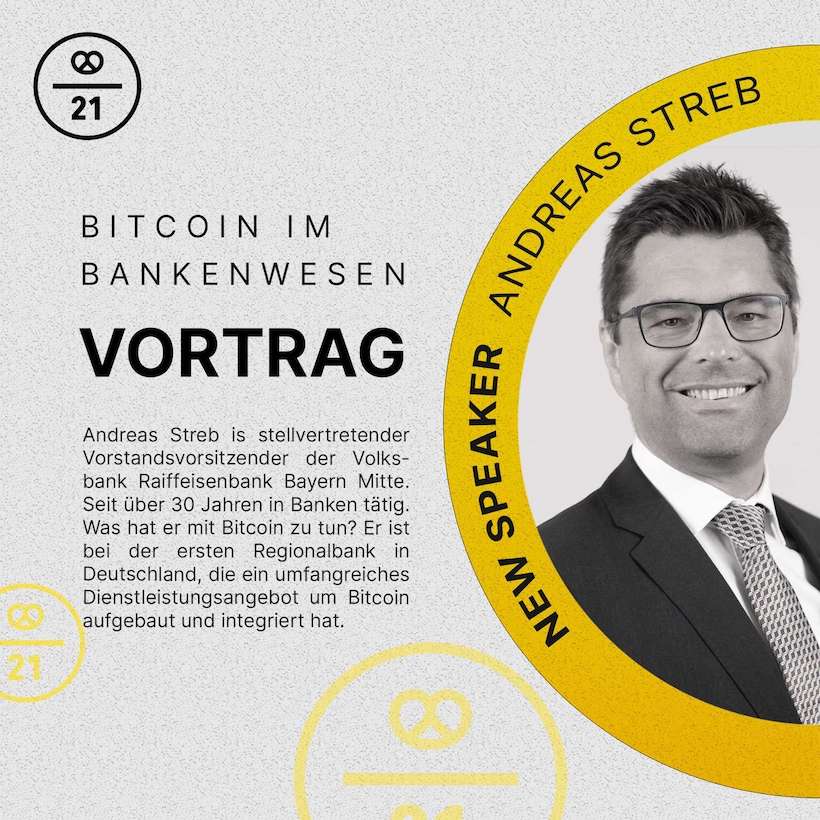 21
BITCOIN IM
BANKENWESEN
VORTRAG
Andreas Streb is stellvertretender
Vorstandsvorsitzender der Volks-
bank Raiffeisenbank Bayern Mitte.
Seit über 30 Jahren in Banken tätig.
Was hat er mit Bitcoin zu tun? Er ist
bei der ersten Regionalbank in
Deutschland, die ein umfangreiches
Dienstleistungsangebot um Bitcoin
aufgebaut und integriert hat.
NEW SPEAKER ANDREAS STREB
21
21